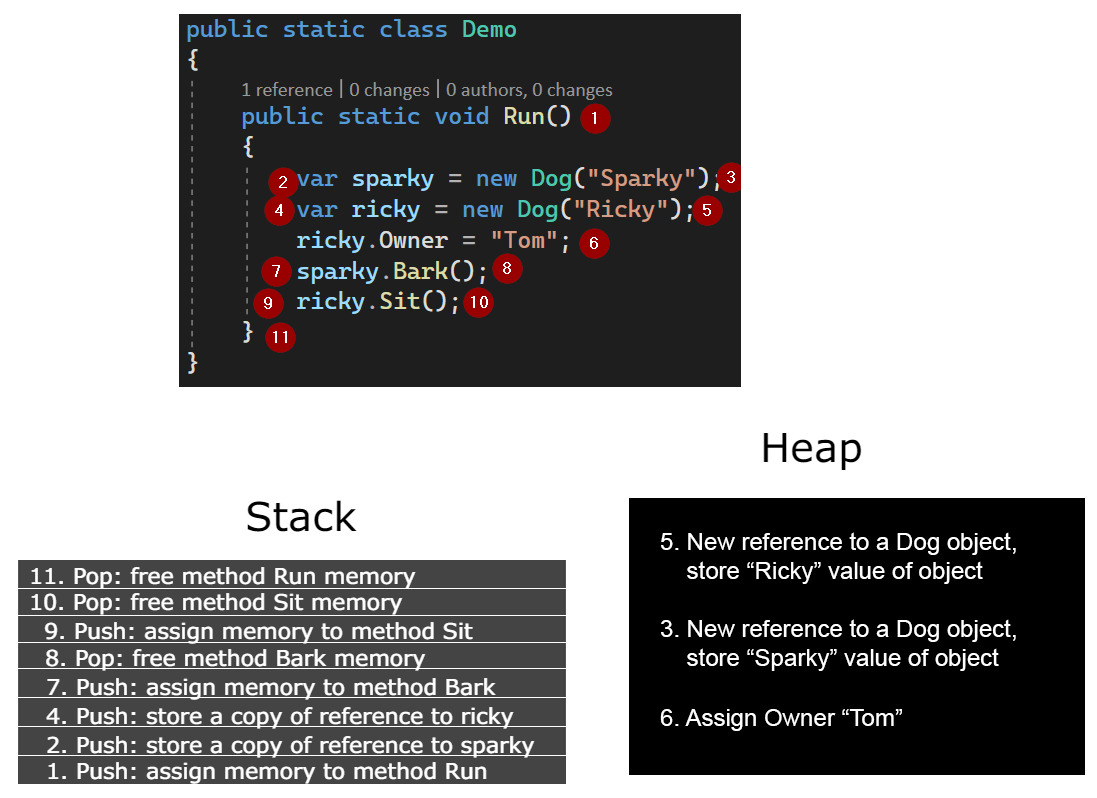 public static class Demo
{
1 reference | 0 changes | 0 authors, 0 changes
public static void Run() 1
{
2 var sparky = new Dog("Sparky"); 3
4 var ricky = new Dog("Ricky"); 5
ricky.Owner = "Tom"; 6
7 sparky.Bark(); 8
9 ricky.Sit(); 10
} 11
}
Stack
11. Pop: free method Run memory
10. Pop: free method Sit memory
9. Push: assign memory to method Sit
8. Pop: free method Bark memory
7. Push: assign memory to method Bark
4. Push: store a copy of reference to ricky
2. Push: store a copy of reference to sparky
1. Push: assign memory to method Run
Heap
5. New reference to a Dog object,
store “Ricky” value of object
3. New reference to a Dog object,
store “Sparky” value of object
6. Assign Owner “Tom”